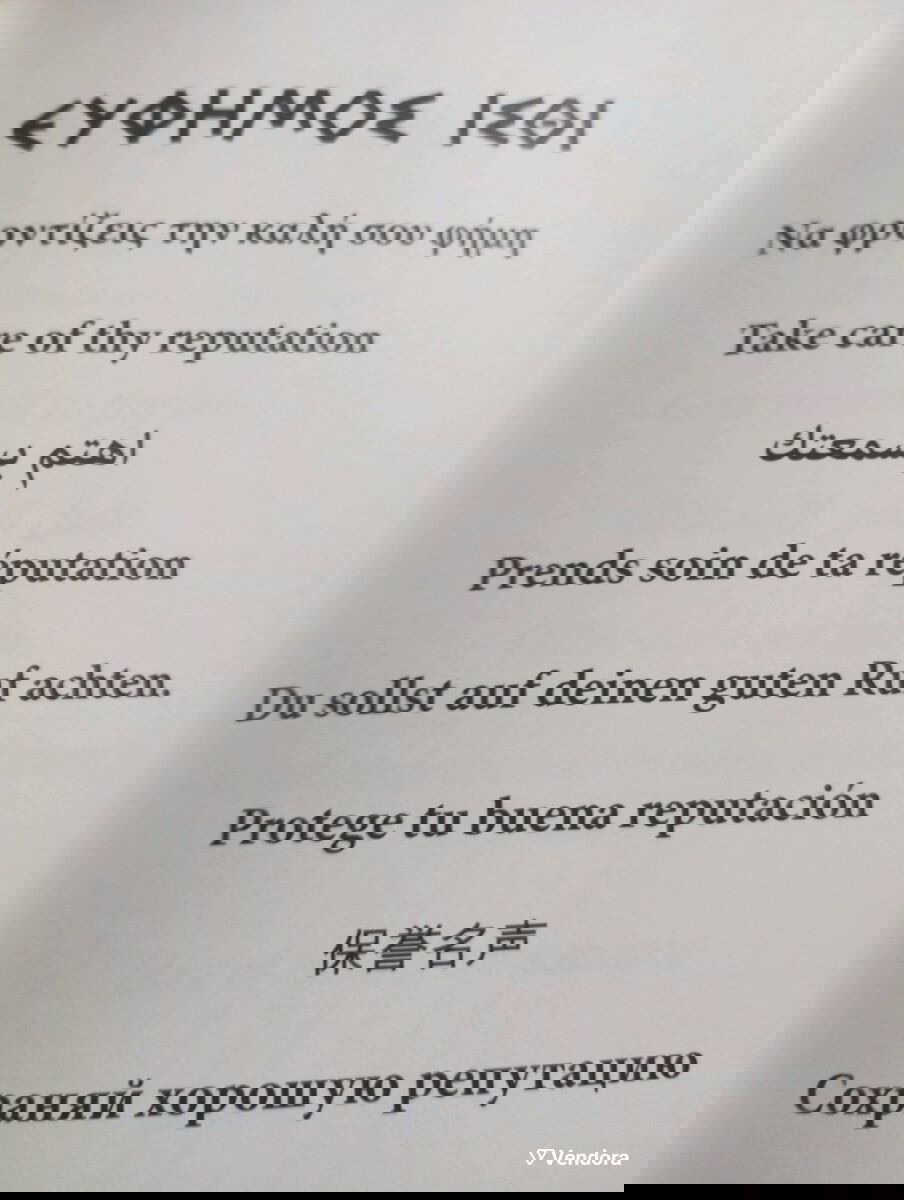 ΕΥΦΗΜΟΣ ΙΣΘΙ
Να φροντίζεις την καλή σου φήμη
Take care of thy reputation
اهتم بسمعتك
Prends soin de ta réputation
Du sollst auf deinen guten Ruf achten.
Protege tu buena reputación
保誉名声
Сохраняй хорошую репутацию
Vendora